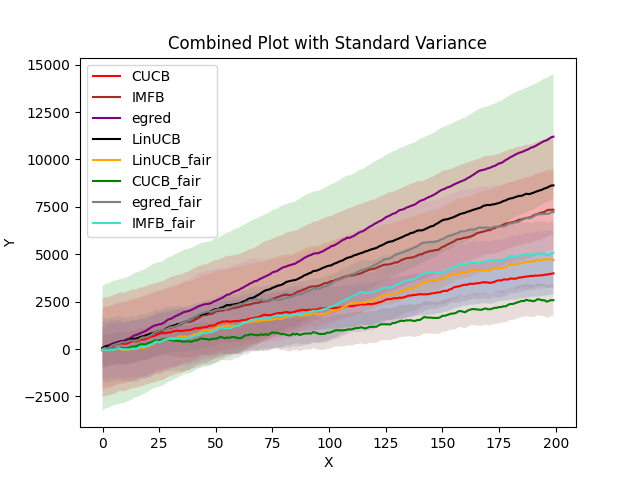 Combined Plot with Standard Variance
15000
12500
10000
7500
5000
2500
0
−2500
Y
CUCB
IMFB
egred
LinUCB
LinUCB_fair
CUCB_fair
egred_fair
IMFB_fair
0 25 50 75 100 125 150 175 200
X